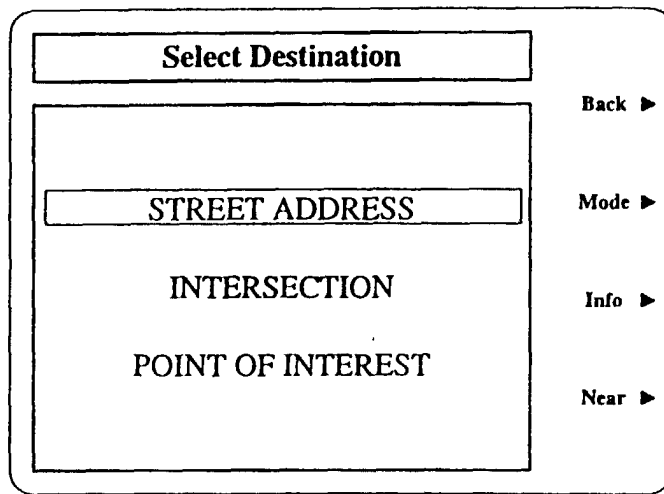 Select Destination
Back ►
STREET ADDRESS
Mode ►
INTERSECTION
Info ►
POINT OF INTEREST
Near ►